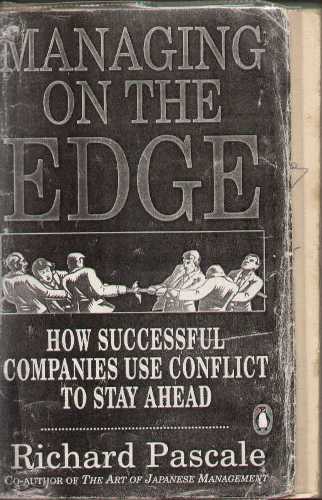 MANAGING
ON THE
EDGE
HOW SUCCESSFUL
COMPANIES USE CONFLICT
TO STAY AHEAD
Richard Pascale
CO-AUTHOR OF THE ART OF JAPANESE MANAGEMENT